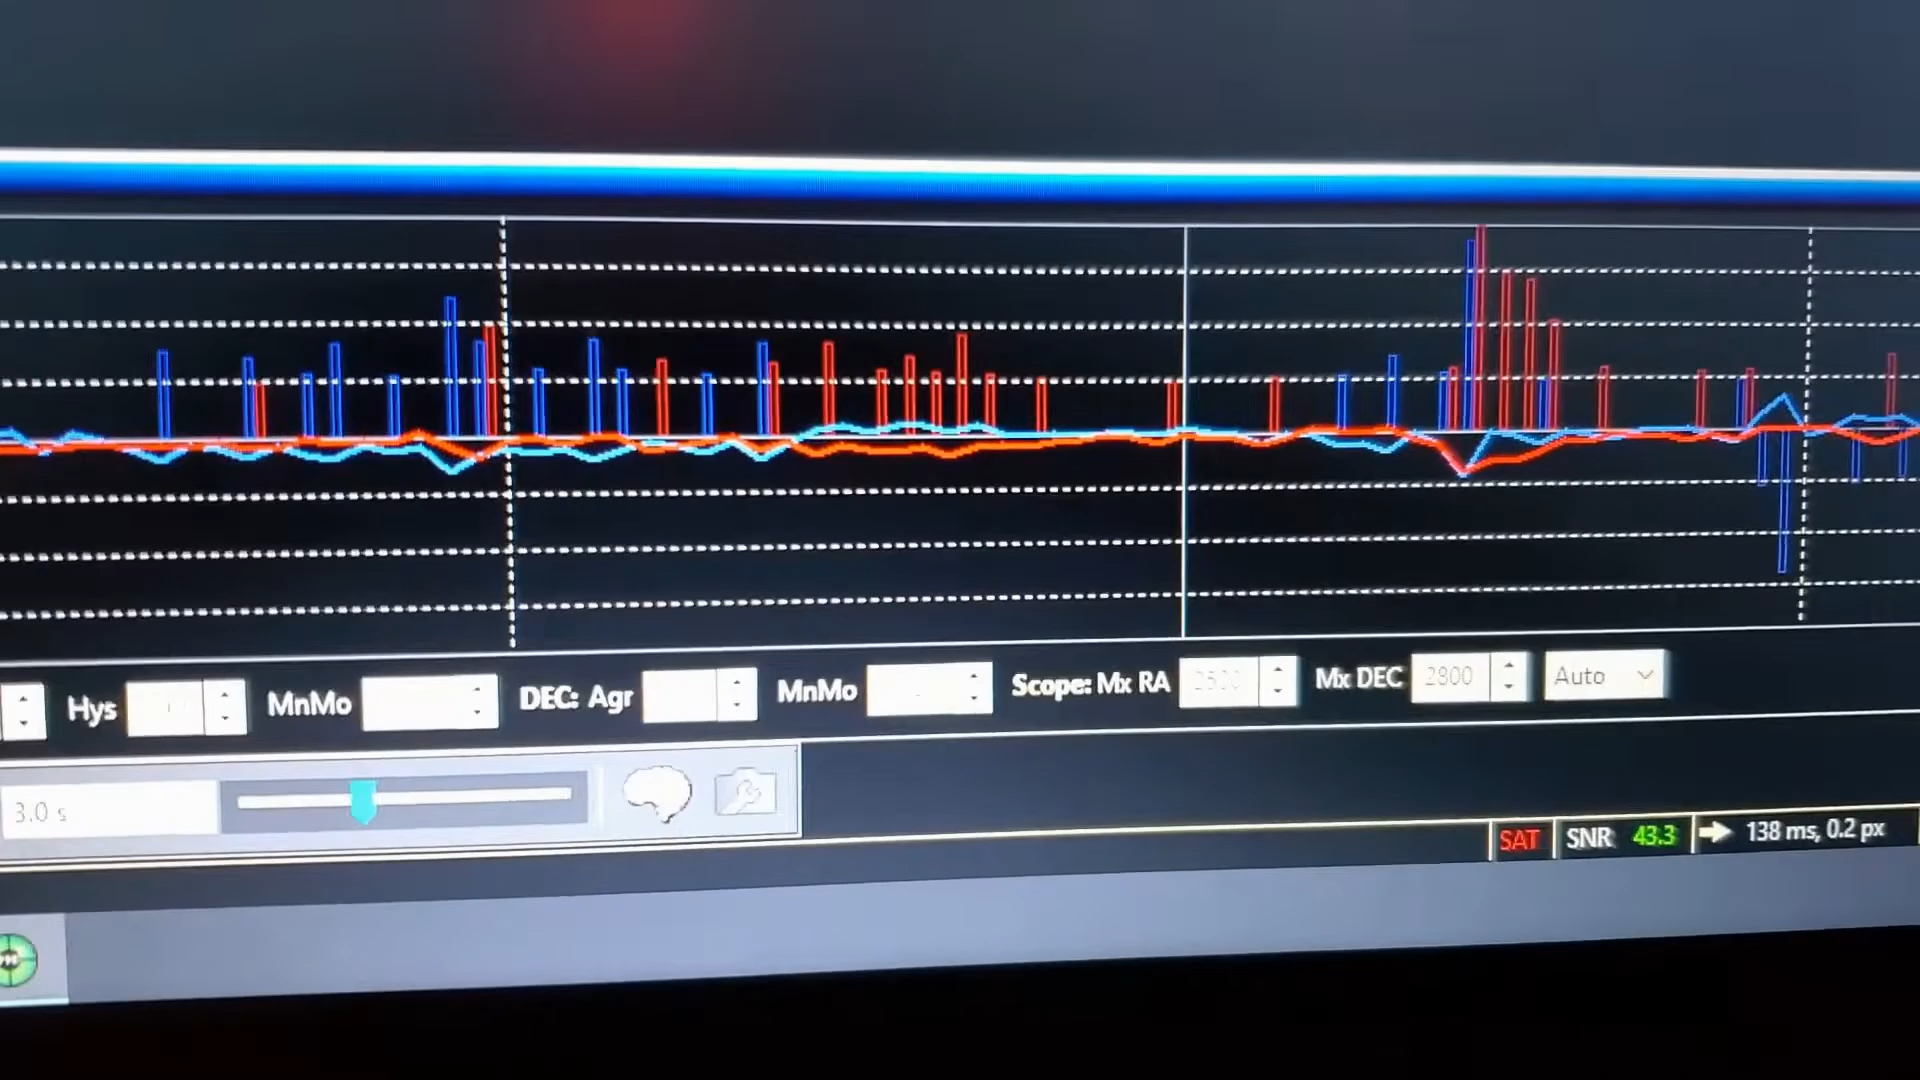 Hys MnMo DEC: Agr MnMo Scope: Mx RA 2500 Mx DEC 2800 Auto
3.0 s
SAT SNR 43.3 138 ms, 0.2 px